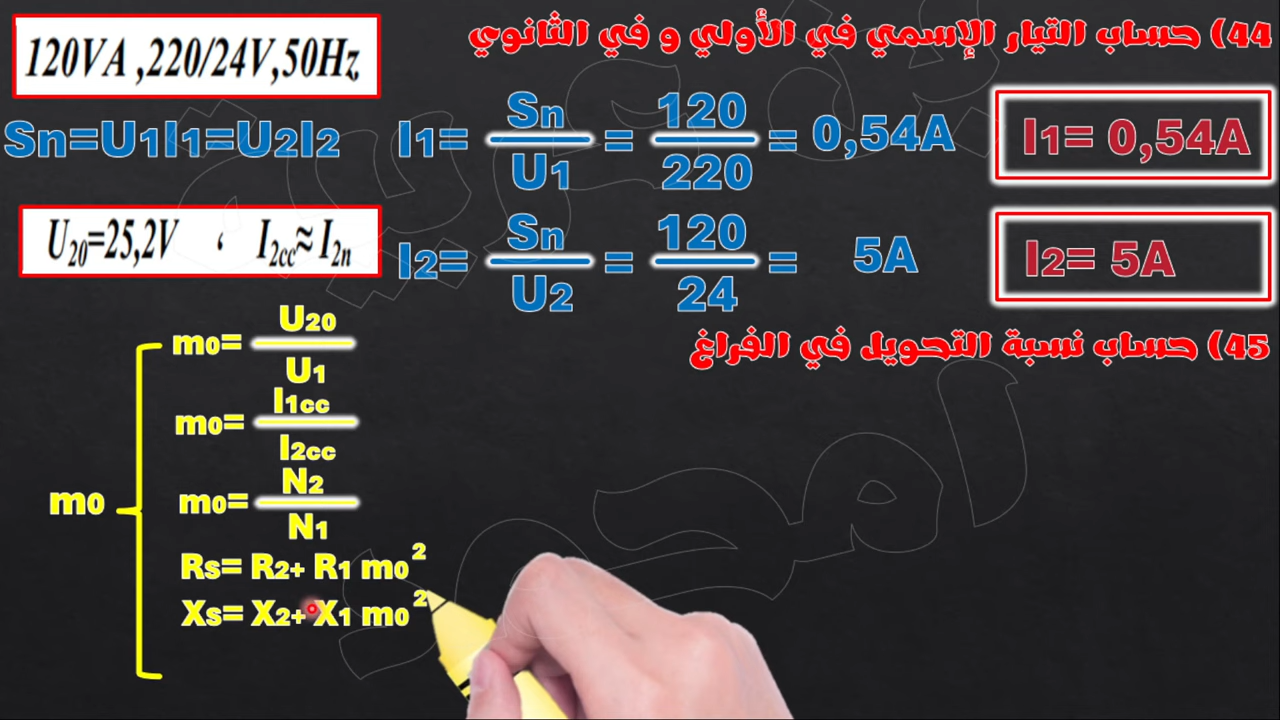 44) حساب التيار الإسمي في الأولي و في الثانوي
120VA ,220/24V,50Hz
Sn=U1I1=U2I2
I1= Sn/U1 = 120/220 = 0,54A
I1= 0,54A
U20=25,2V ، I2cc≈ I2n
I2= Sn/U2 = 120/24 = 5A
I2= 5A
45) حساب نسبة التحويل في الفراغ
m0
m0= U20/U1
m0= I1cc/I2cc
m0= N2/N1
Rs= R2+ R1 m0²
Xs= X2+ X1 m0²